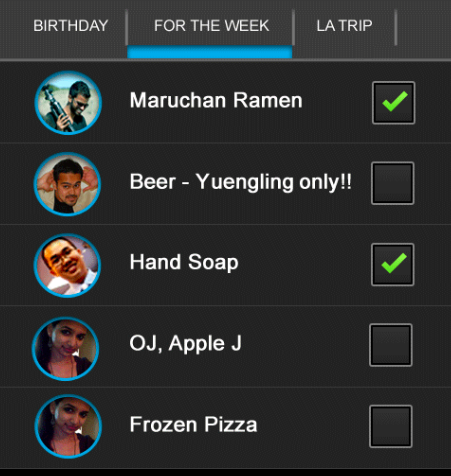 BIRTHDAY FOR THE WEEK LA TRIP
Maruchan Ramen
Beer - Yuengling only!!
Hand Soap
OJ, Apple J
Frozen Pizza